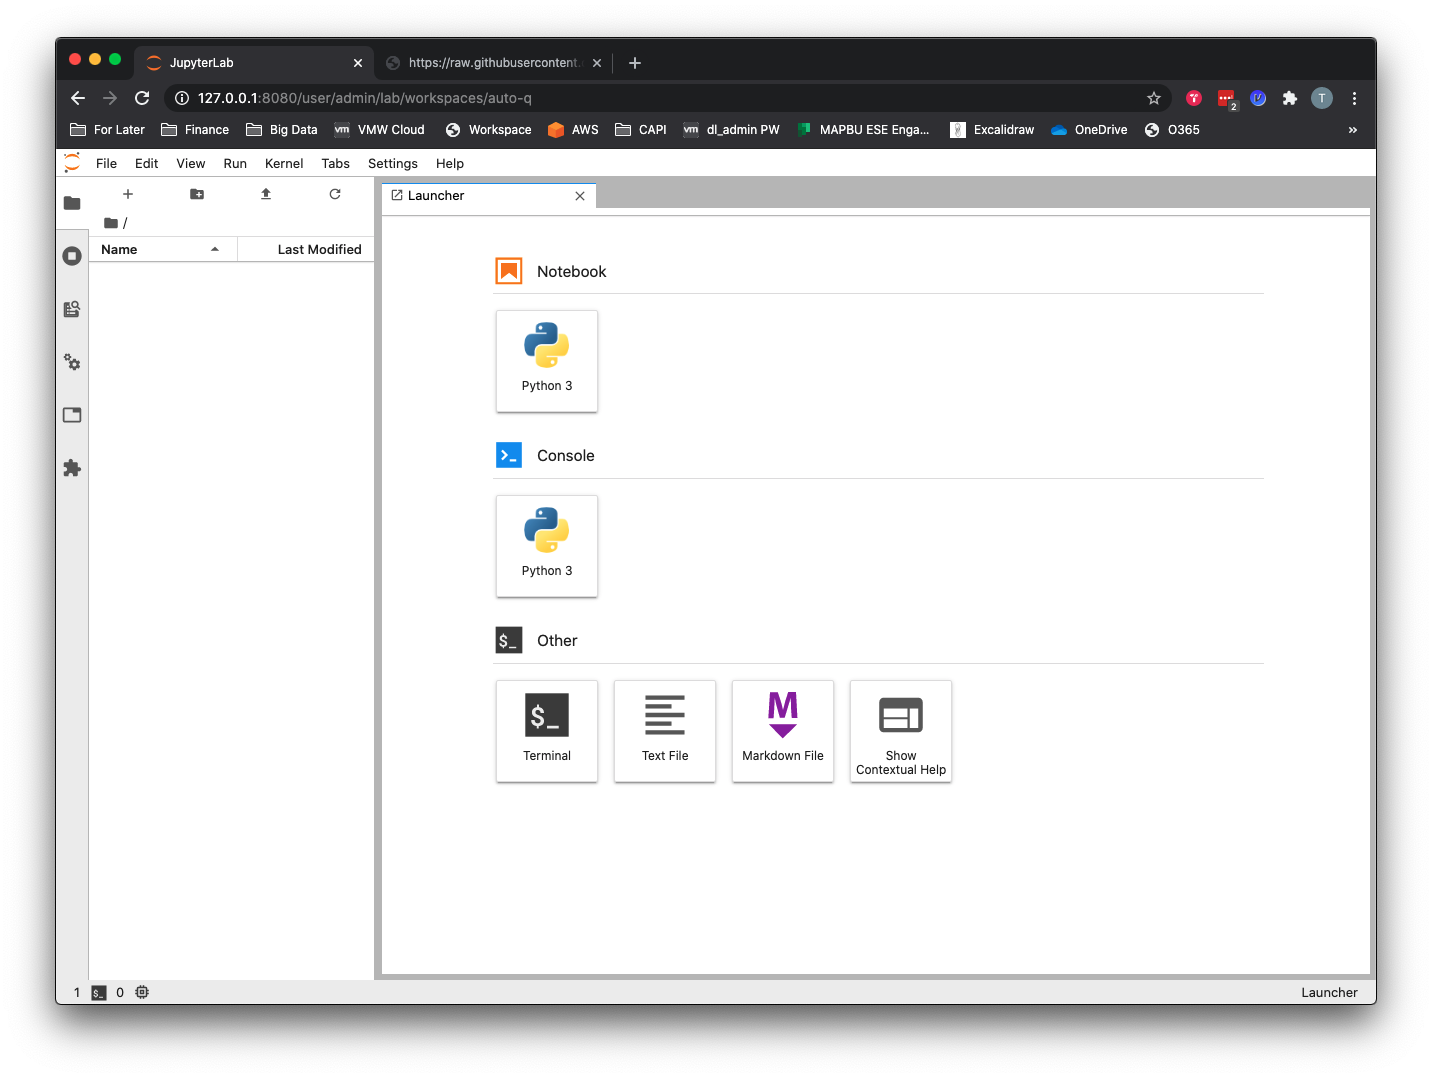 JupyterLab
https://raw.githubusercontent.
127.0.0.1:8080/user/admin/lab/workspaces/auto-q
2
T
For Later
Finance
Big Data
vm VMW Cloud
Workspace
AWS
CAPI
vm dl_admin PW
MAPBU ESE Enga...
Excalidraw
OneDrive
O365
»
File Edit View Run Kernel Tabs Settings Help
/
Name
Last Modified
Launcher
Notebook
Python 3
Console
Python 3
$_ Other
$_
Terminal
Text File
M
Markdown File
Show
Contextual Help
1 $_ 0
Launcher